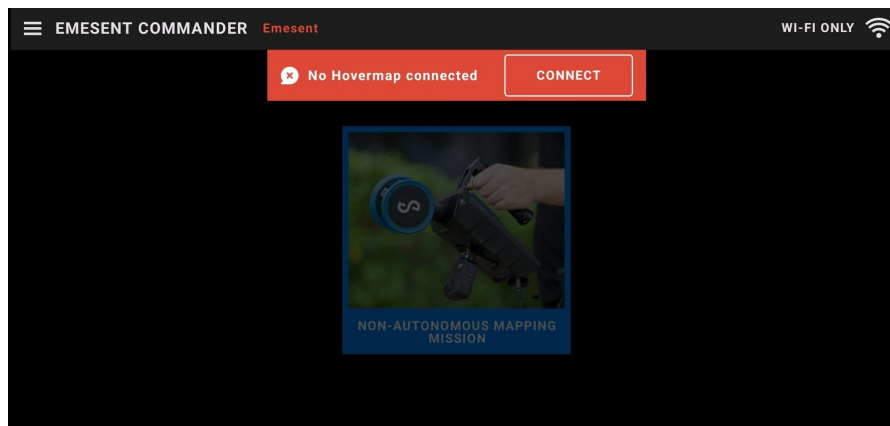 EMESENT COMMANDER Emesent WI-FI ONLY
No Hovermap connected CONNECT
NON-AUTONOMOUS MAPPING
MISSION